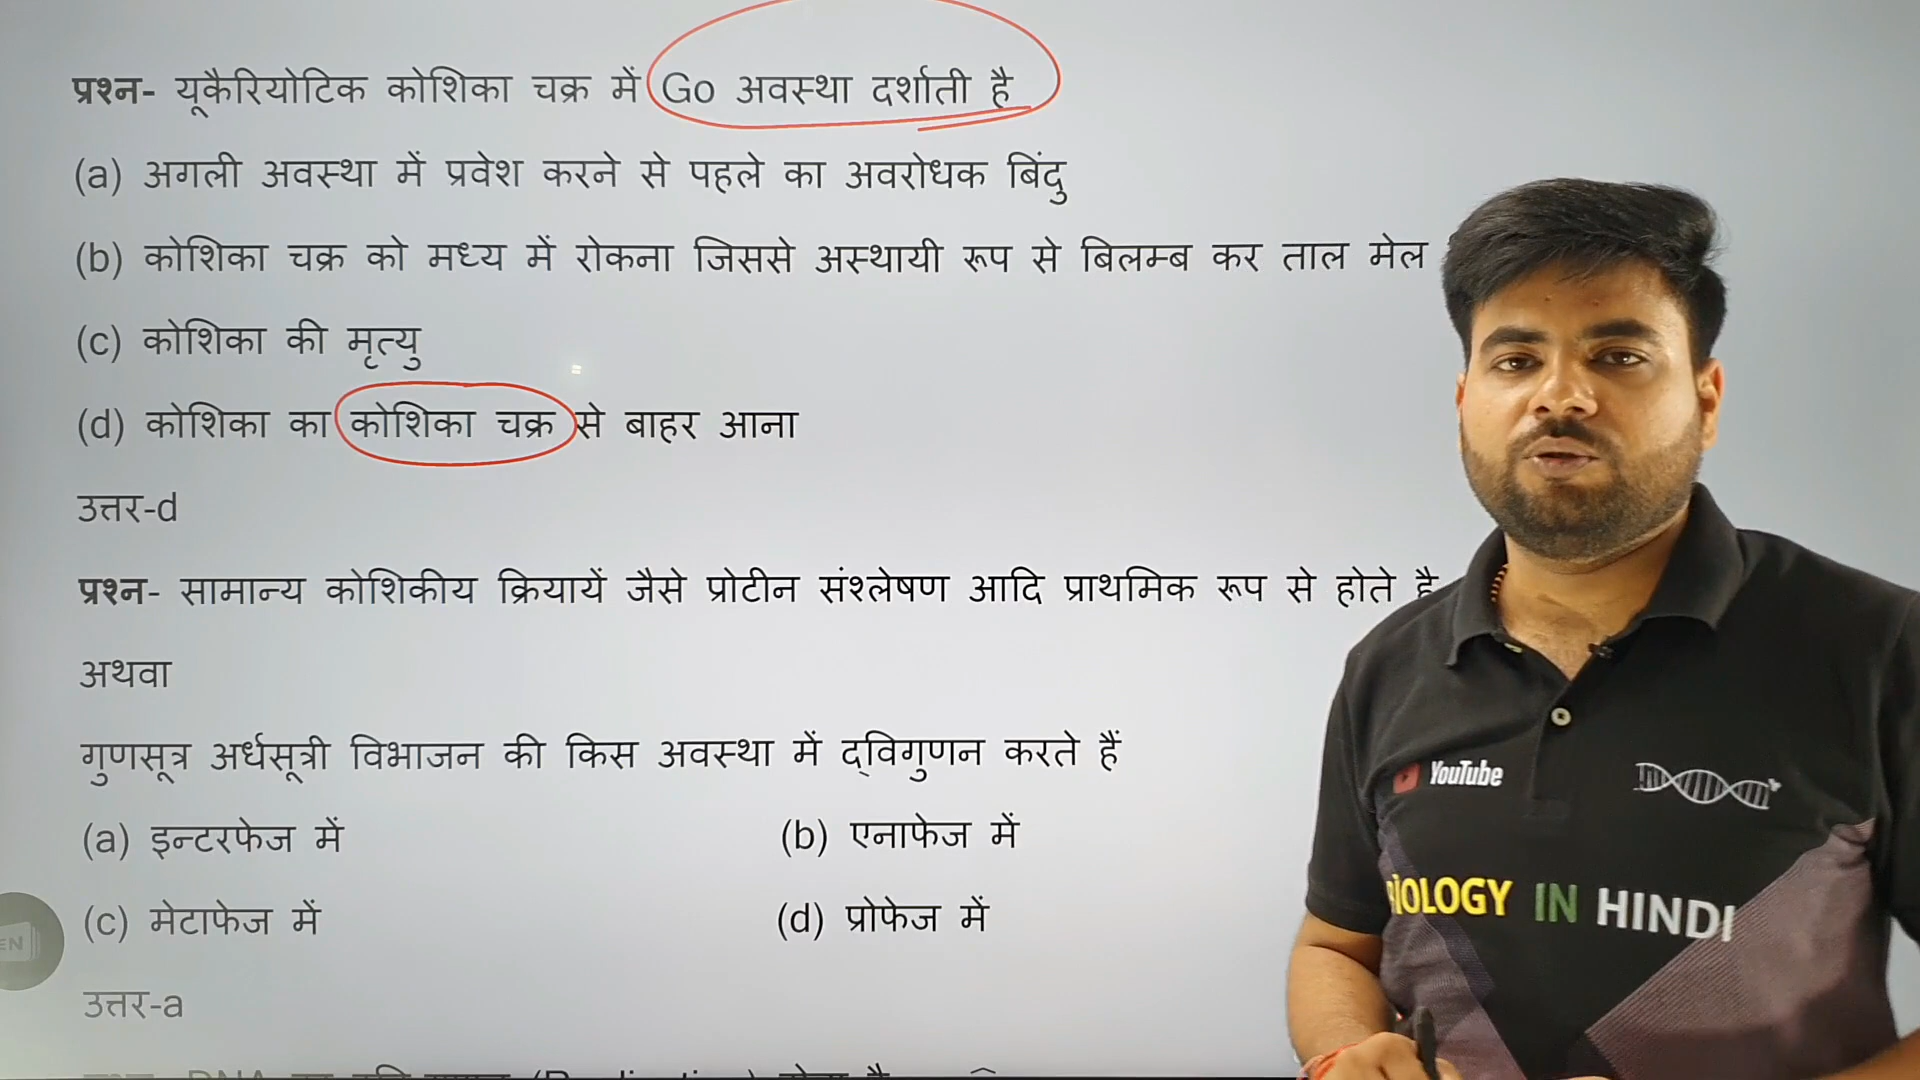 प्रश्न- यूकैरियोटिक कोशिका चक्र में Go अवस्था दर्शाती है
(a) अगली अवस्था में प्रवेश करने से पहले का अवरोधक बिंदु
(b) कोशिका चक्र को मध्य में रोकना जिससे अस्थायी रूप से बिलम्ब कर ताल मेल
(c) कोशिका की मृत्यु
(d) कोशिका का कोशिका चक्र से बाहर आना
उत्तर-d
प्रश्न- सामान्य कोशिकीय क्रियायें जैसे प्रोटीन संश्लेषण आदि प्राथमिक रूप से होते है
अथवा
गुणसूत्र अर्धसूत्री विभाजन की किस अवस्था में द्विगुणन करते हैं
(a) इन्टरफेज में (b) एनाफेज में
(c) मेटाफेज में (d) प्रोफेज में
उत्तर-a
YouTube
BIOLOGY IN HINDI
EN